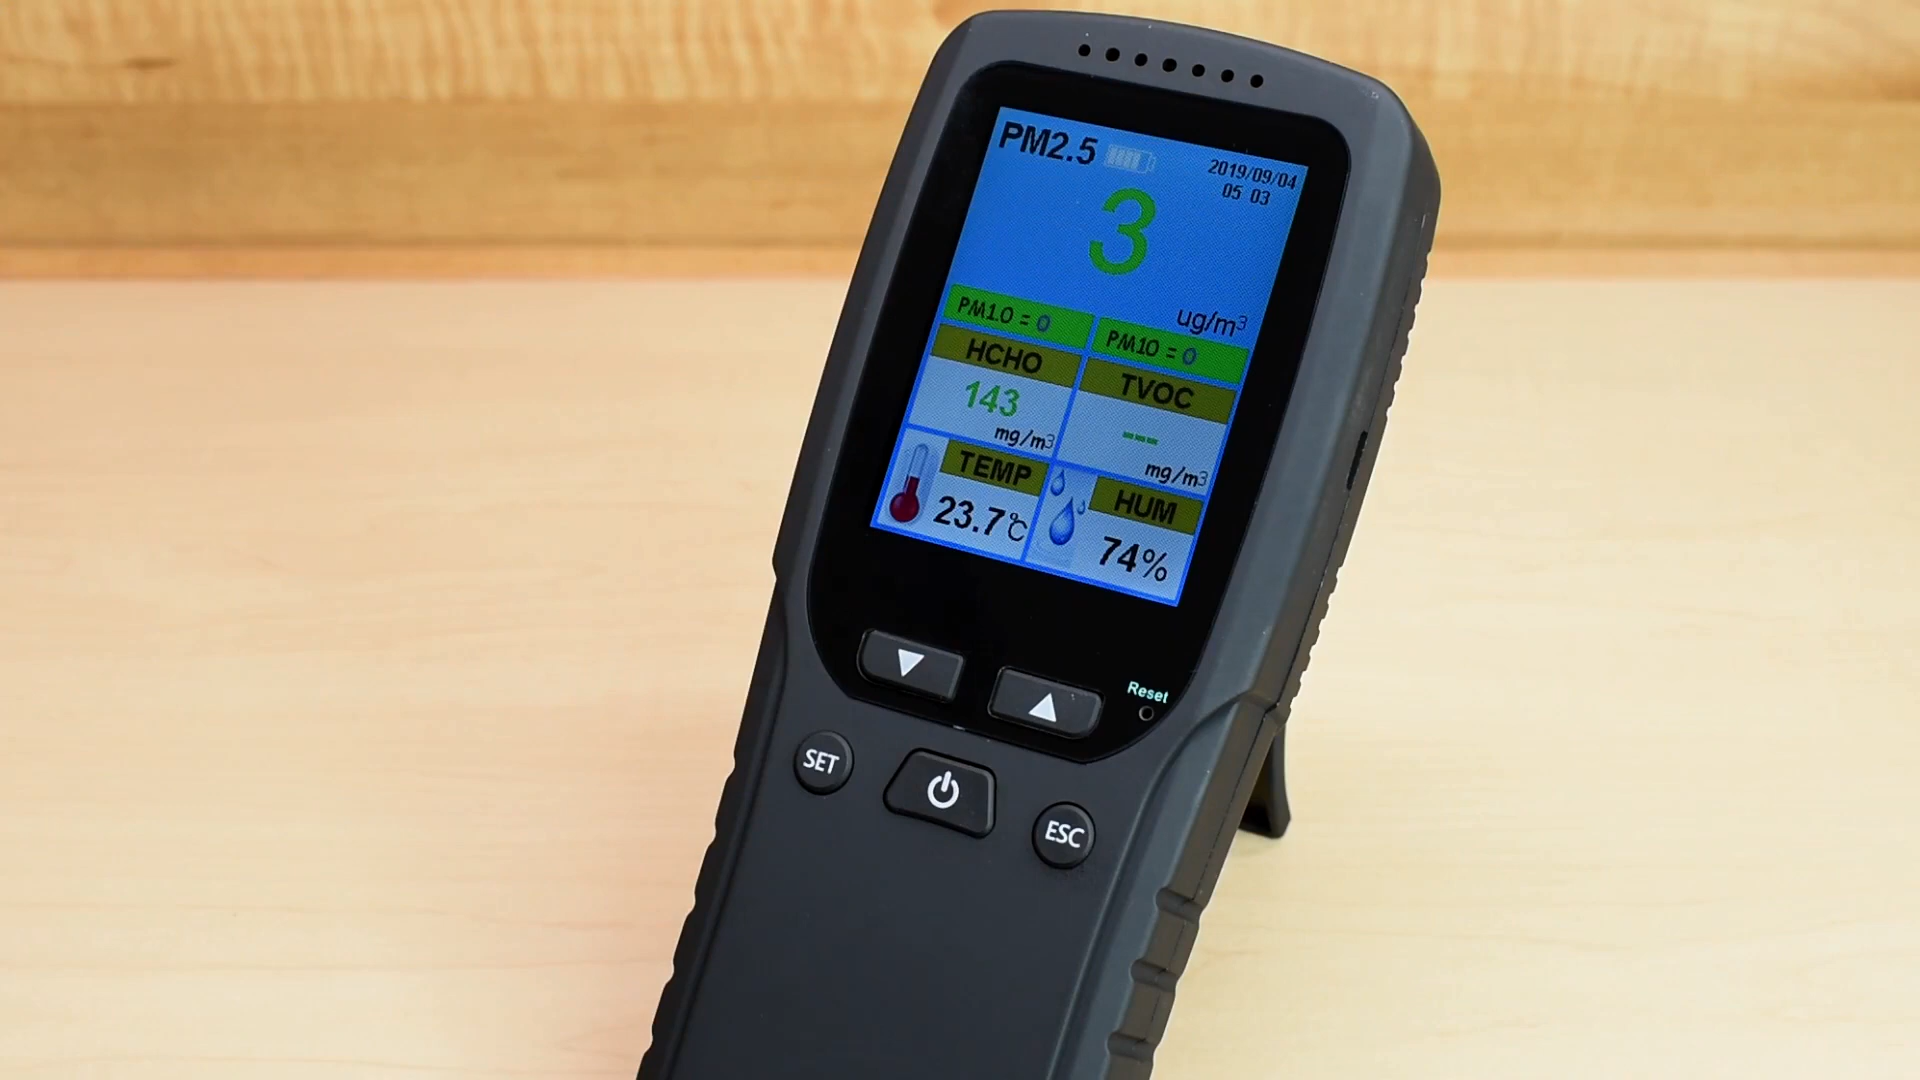 PM2.5
2019/09/04
05 03
3
ug/m3
PM1.0 = 0
PM10 = 0
HCHO
TVOC
143
---
mg/m3
mg/m3
TEMP
HUM
23.7℃
74%
Reset
SET
ESC